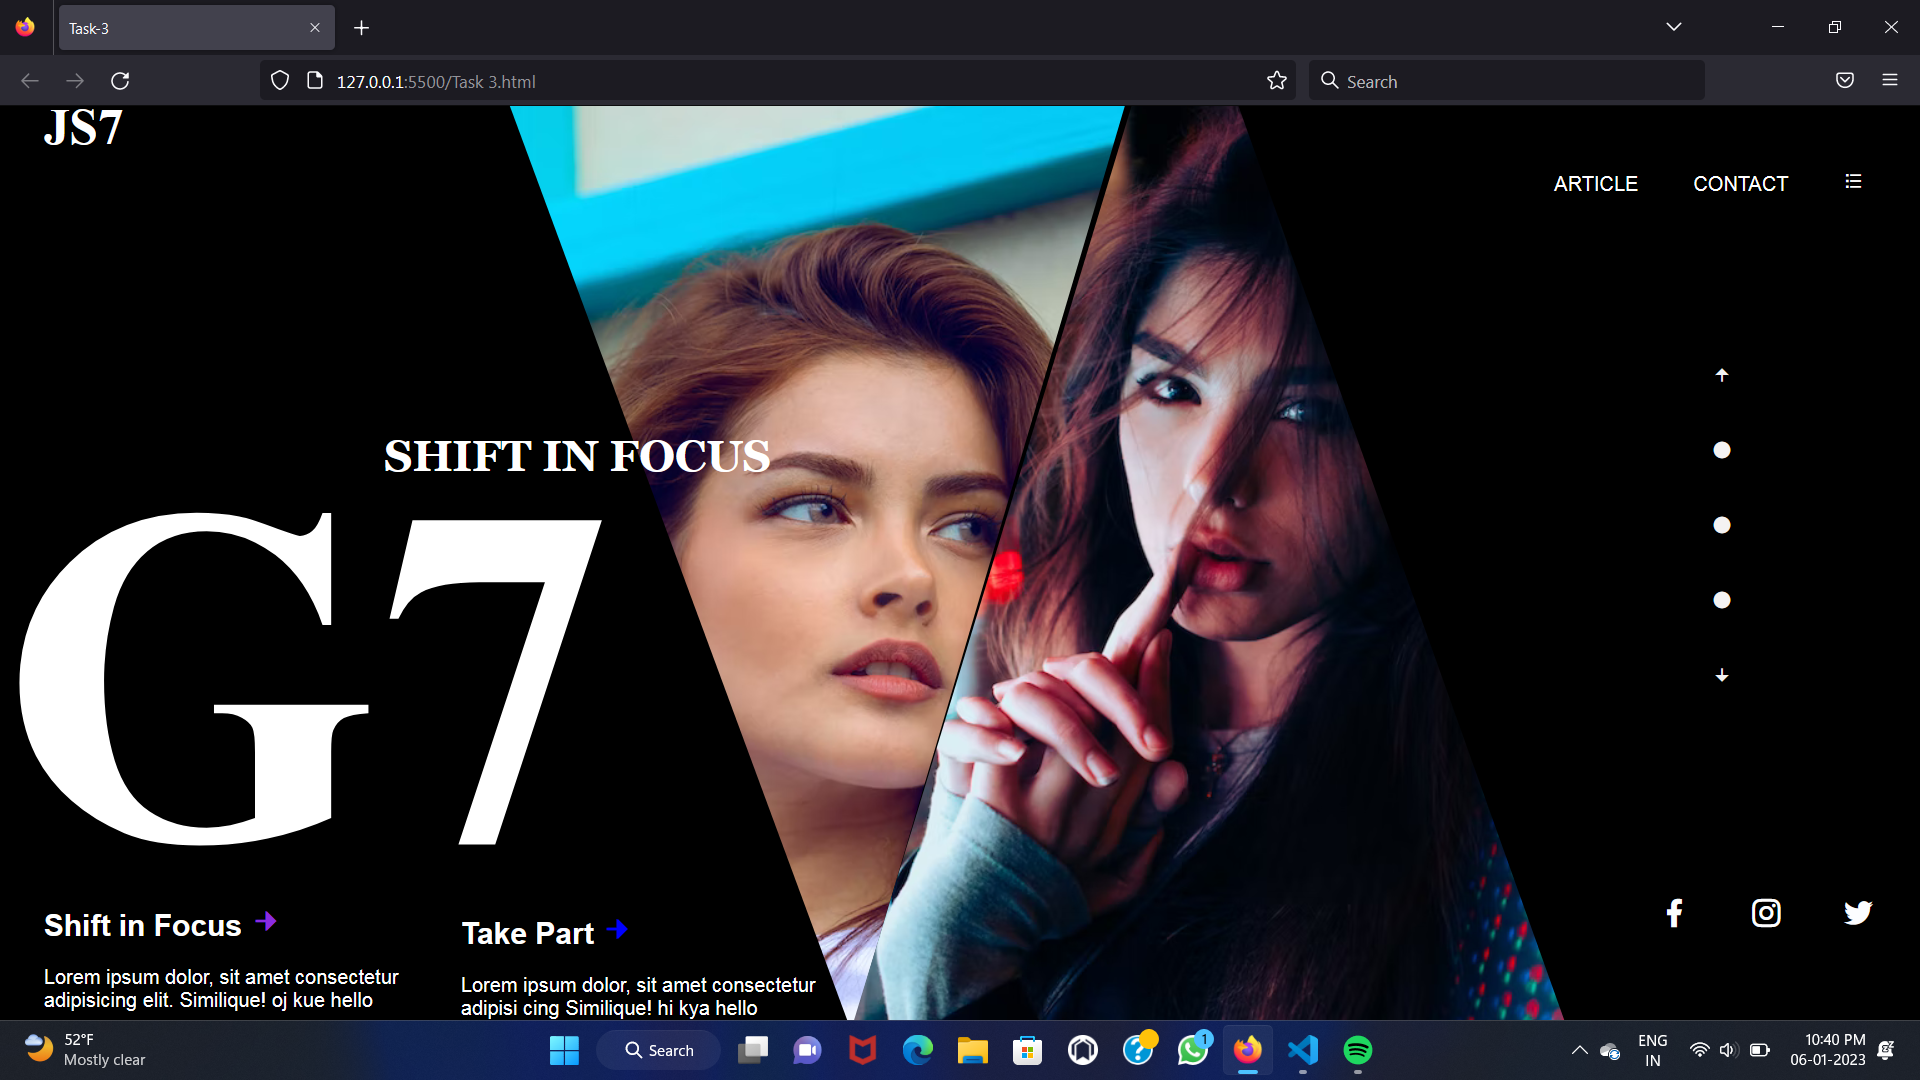 Task-3
127.0.0.1:5500/Task 3.html
Search
JS7
ARTICLE CONTACT
SHIFT IN FOCUS
G7
Shift in Focus
Lorem ipsum dolor, sit amet consectetur
adipisicing elit. Similique! oj kue hello
Take Part
Lorem ipsum dolor, sit amet consectetur
adipisi cing Similique! hi kya hello
52°F
Mostly clear
Search
1
ENG
IN
10:40 PM
06-01-2023